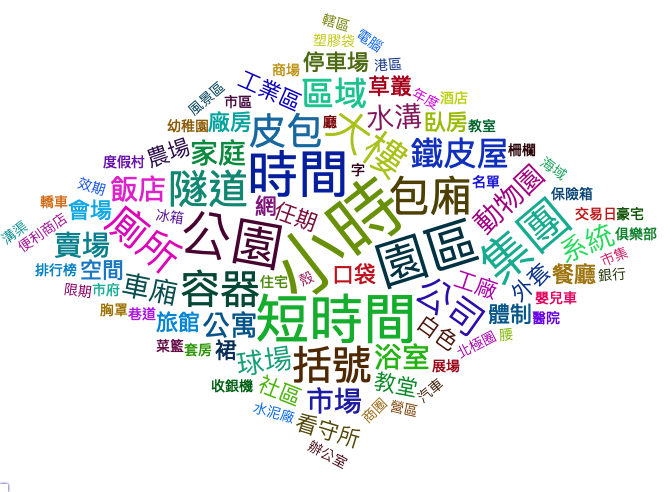 轄區
電腦
塑膠袋
停車場
港區
商場
工業區
區域
草叢
年度
酒店
風景區
市區
水溝
大樓
皮包
廳
臥房
教室
幼稚園
廠房
農場
家庭
度假村
時間
字
鐵皮屋
柵欄
隧道
飯店
效期
名單
海域
包廂
動物園
保險箱
轎車
會場
冰箱
網
任期
小時
交易日
豪宅
溝渠
便利商店
廁所
公園
園區
集團
系統
俱樂部
賣場
市集
排行榜
空間
車廂
容器
住宅
殼
口袋
工廠
外套
餐廳
銀行
限期
市府
嬰兒車
公司
胸罩
巷道
旅館
公寓
短時間
白色
體制
醫院
菜籃
套房
裙
北極圈
腰
球場
括號
浴室
展場
收銀機
社區
市場
教堂
汽車
水泥廠
商圈
營區
看守所
辦公室